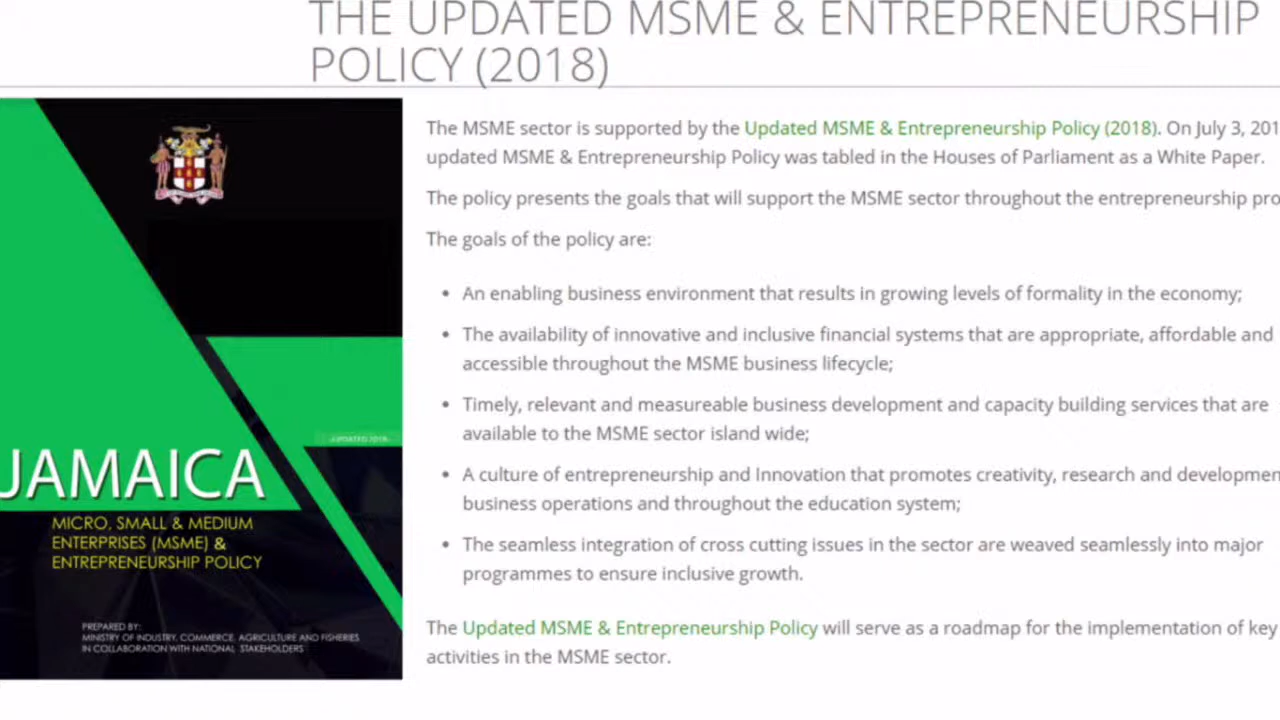 THE UPDATED MSME & ENTREPRENEURSHIP
POLICY (2018)
The MSME sector is supported by the Updated MSME & Entrepreneurship Policy (2018). On July 3, 201
updated MSME & Entrepreneurship Policy was tabled in the Houses of Parliament as a White Paper.
The policy presents the goals that will support the MSME sector throughout the entrepreneurship pro
The goals of the policy are:
• An enabling business environment that results in growing levels of formality in the economy;
• The availability of innovative and inclusive financial systems that are appropriate, affordable and
accessible throughout the MSME business lifecycle;
• Timely, relevant and measureable business development and capacity building services that are
available to the MSME sector island wide;
• A culture of entrepreneurship and Innovation that promotes creativity, research and developmen
business operations and throughout the education system;
• The seamless integration of cross cutting issues in the sector are weaved seamlessly into major
programmes to ensure inclusive growth.
The Updated MSME & Entrepreneurship Policy will serve as a roadmap for the implementation of key
activities in the MSME sector.
UPDATED 2018
JAMAICA
MICRO, SMALL & MEDIUM
ENTERPRISES (MSME) &
ENTREPRENEURSHIP POLICY
PREPARED BY:
MINISTRY OF INDUSTRY, COMMERCE, AGRICULTURE AND FISHERIES
IN COLLABORATION WITH NATIONAL STAKEHOLDERS